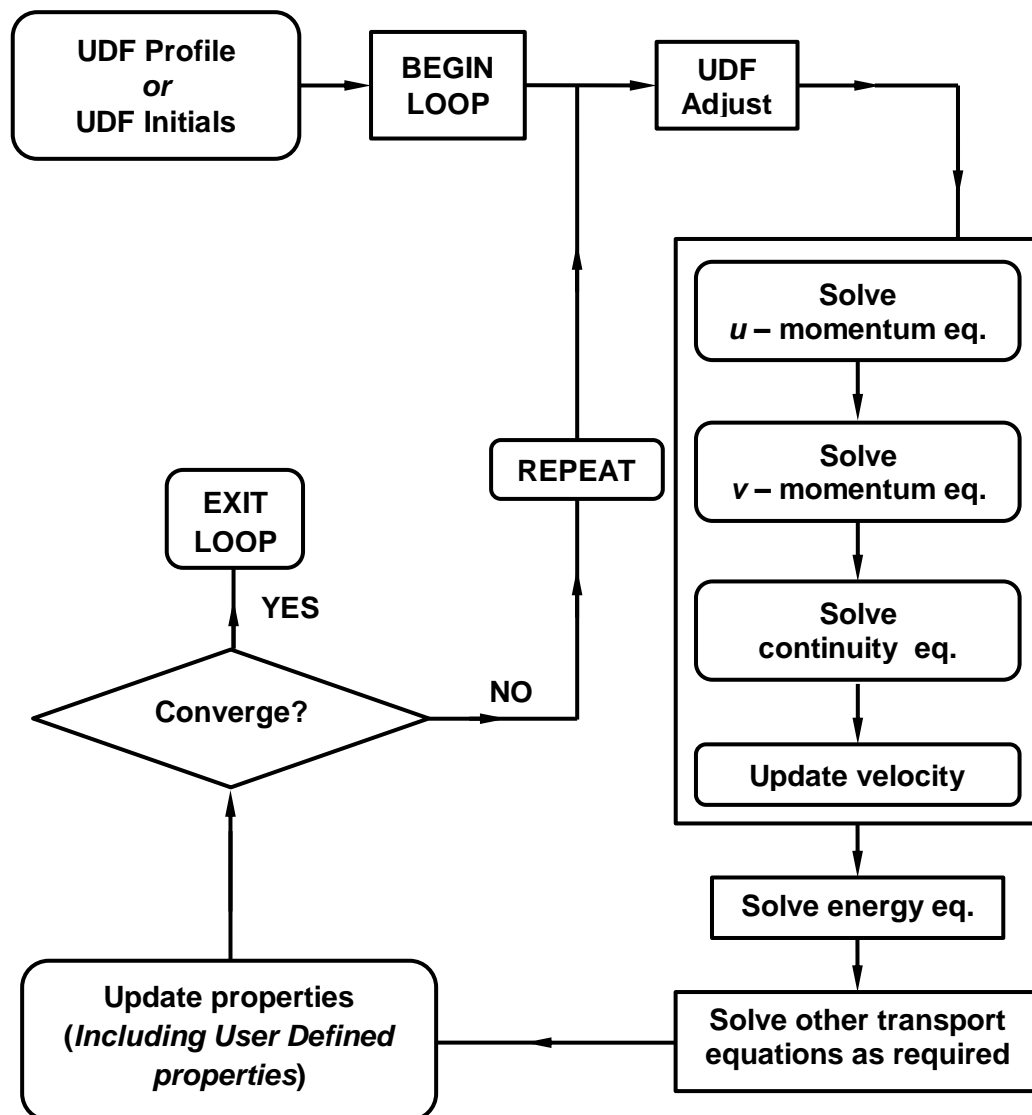 UDF Profile
or
UDF Initials
BEGIN
LOOP
UDF
Adjust
Solve
u – momentum eq.
Solve
v – momentum eq.
Solve
continuity eq.
Update velocity
Solve energy eq.
Solve other transport
equations as required
Update properties
(Including User Defined
properties)
Converge?
YES
EXIT
LOOP
NO
REPEAT